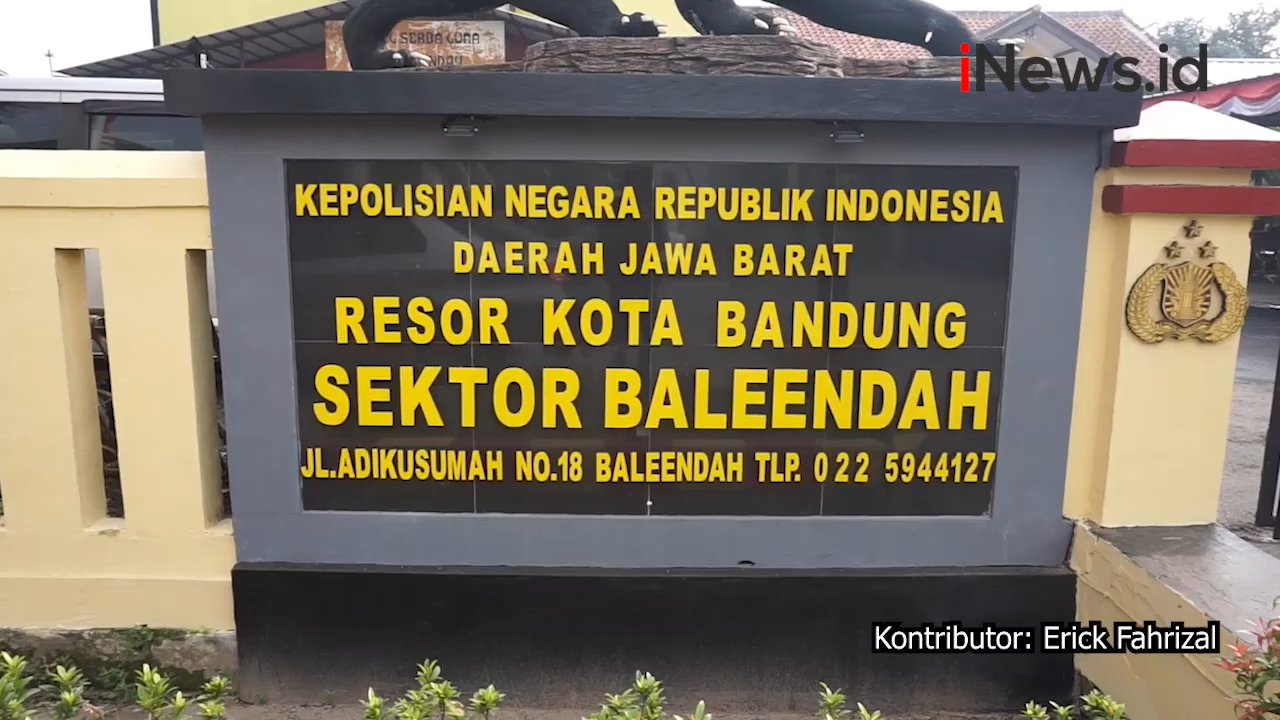 iNews.id
KEPOLISIAN NEGARA REPUBLIK INDONESIA
DAERAH JAWA BARAT
RESOR KOTA BANDUNG
SEKTOR BALEENDAH
JL.ADIKUSUMAH NO.18 BALEENDAH TLP. 022 5944127
Kontributor: Erick Fahrizal